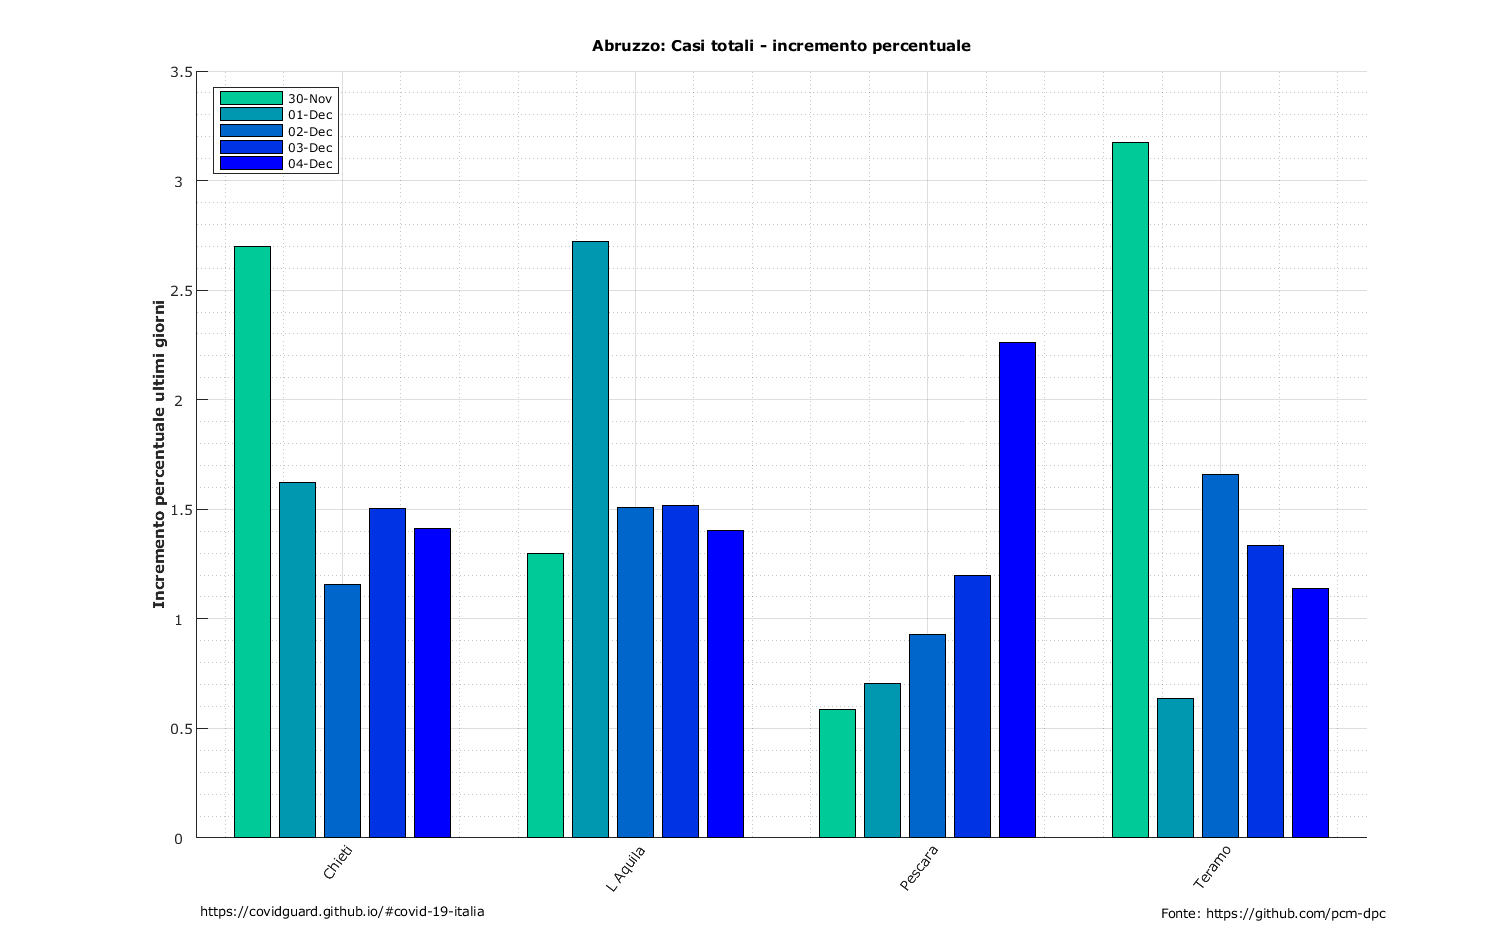 Abruzzo: Casi totali - incremento percentuale
3.5
3
2.5
2
1.5
1
0.5
0
Incremento percentuale ultimi giorni
30-Nov
01-Dec
02-Dec
03-Dec
04-Dec
Chieti
L Aquila
Pescara
Teramo
https://covidguard.github.io/#covid-19-italia
Fonte: https://github.com/pcm-dpc